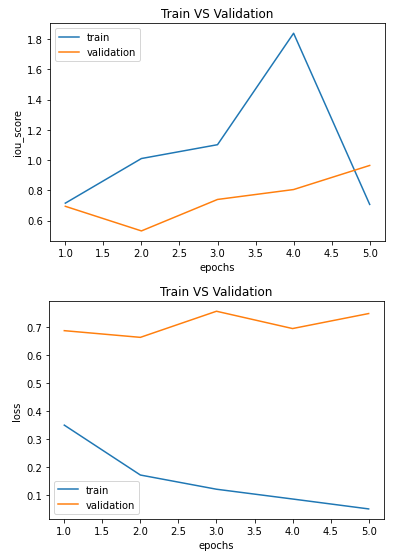 Train VS Validation
train
validation
1.8
1.6
1.4
1.2
1.0
0.8
0.6
iou_score
1.0 1.5 2.0 2.5 3.0 3.5 4.0 4.5 5.0
epochs
Train VS Validation
0.7
0.6
0.5
0.4
0.3
0.2
0.1
loss
train
validation
1.0 1.5 2.0 2.5 3.0 3.5 4.0 4.5 5.0
epochs